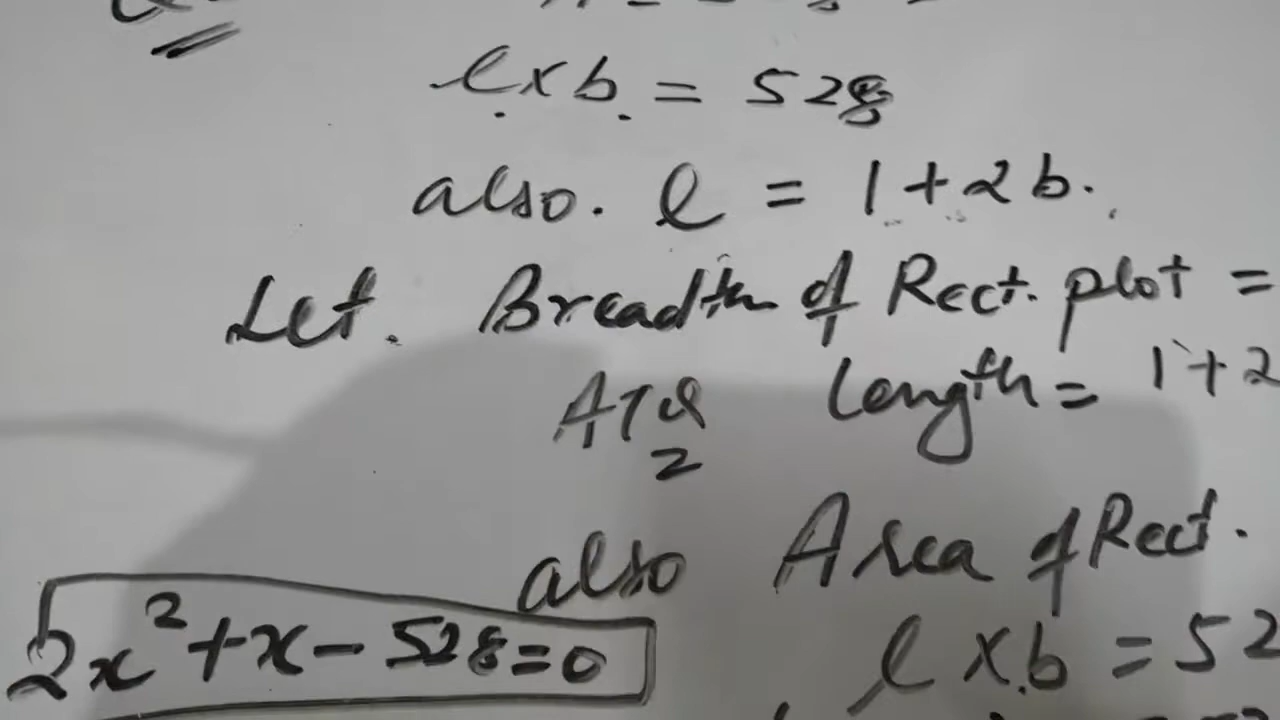 l×b = 528
also. l = 1+2b.
Let. Breadth of Rect. plot =
length = 1+2
also Area of Rect.
2x²+x-528=0
l×b = 52